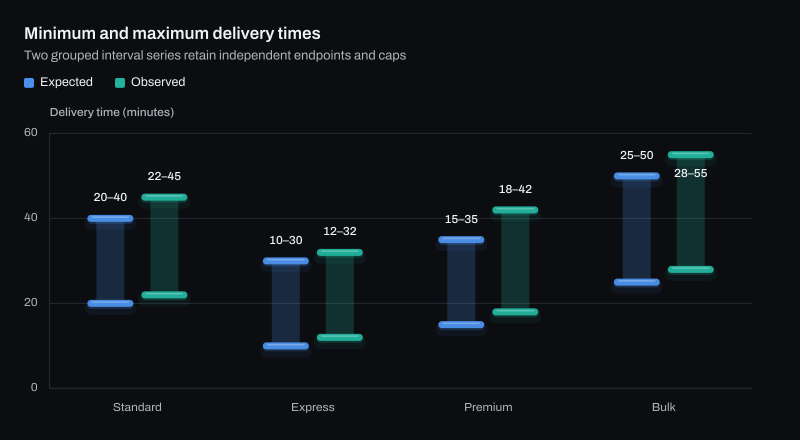 Minimum and maximum delivery times
Two grouped interval series retain independent endpoints and caps
Expected Observed
Delivery time (minutes)
60
40
20
0
20–40
22–45
10–30
12–32
15–35
18–42
25–50
28–55
Standard Express Premium Bulk